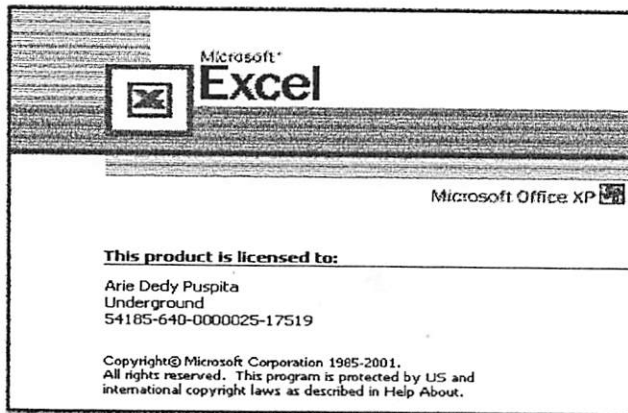 Microsoft®
Excel
Microsoft Office XP
This product is licensed to:
Arie Dedy Puspita
Underground
54185-640-0000025-17519
Copyright© Microsoft Corporation 1985-2001.
All rights reserved. This program is protected by US and
international copyright laws as described in Help About.